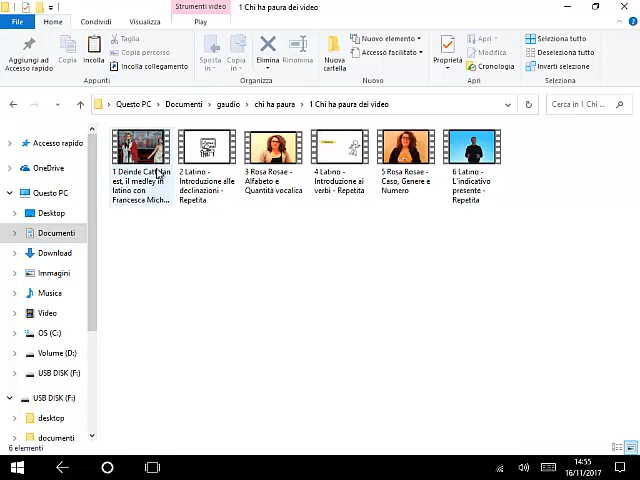 Strumenti video
1 Chi ha paura dei video
File
Home
Condividi
Visualizza
Play
Aggiungi ad
Accesso rapido
Copia
Incolla
Taglia
Copia percorso
Incolla collegamento
Appunti
Sposta
in
Copia
in
Elimina
Rinomina
Organizza
Nuova
cartella
Nuovo elemento
Accesso facilitato
Nuovo
Proprietà
Apri
Modifica
Cronologia
Apri
Seleziona tutto
Deseleziona tutto
Inverti selezione
Seleziona
Questo PC
Documenti
gaudio
chi ha paura
1 Chi ha paura dei video
Cerca in 1 Chi ...
Accesso rapido
OneDrive
Questo PC
Desktop
Documenti
Download
Immagini
Musica
Video
OS (C:)
Volume (D:)
USB DISK (F:)
USB DISK (F:)
desktop
documenti
1 Deinde Cattelan
est, il medley in
latino con
Francesca Mich...
2 Latino -
Introduzione alle
declinazioni -
Repetita
3 Rosa Rosae -
Alfabeto e
Quantità vocalica
4 Latino -
Introduzione ai
verbi - Repetita
5 Rosa Rosae -
Caso, Genere e
Numero
6 Latino -
L'indicativo
presente -
Repetita
6 elementi
14:55
16/11/2017